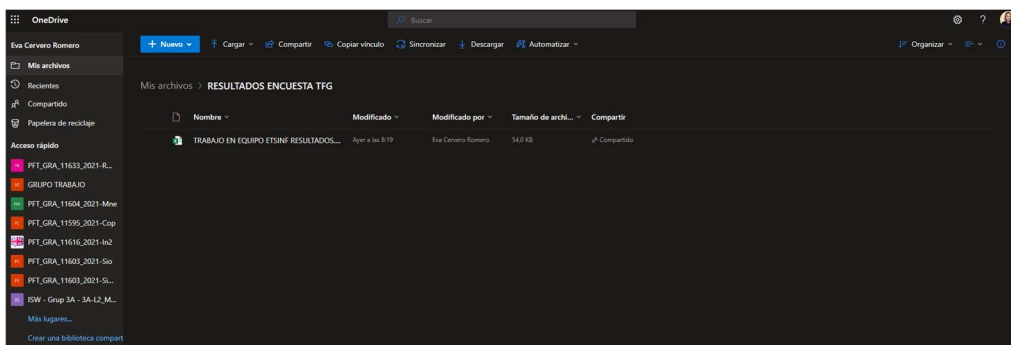 OneDrive
Buscar
?
Eva Cervero Romero
+ Nuevo
Cargar
Compartir
Copiar vínculo
Sincronizar
Descargar
Automatizar
Organizar
Mis archivos
Recientes
Compartido
Papelera de reciclaje
Acceso rápido
PFT_GRA_11633_2021-R...
GRUPO TRABAJO
PFT_GRA_11604_2021-Mne
PFT_GRA_11595_2021-Cop
PFT_GRA_11616_2021-In2
PFT_GRA_11603_2021-Sio
PFT_GRA_11603_2021-Si...
ISW - Grup 3A - 3A-L2_M...
Más lugares...
Crear una biblioteca compart
Mis archivos > RESULTADOS ENCUESTA TFG
Nombre Modificado Modificado por Tamaño de archi... Compartir
TRABAJO EN EQUIPO ETSINF RESULTADOS.... Ayer a las 8:19 Eva Cervero Romero 54,0 KB Compartido